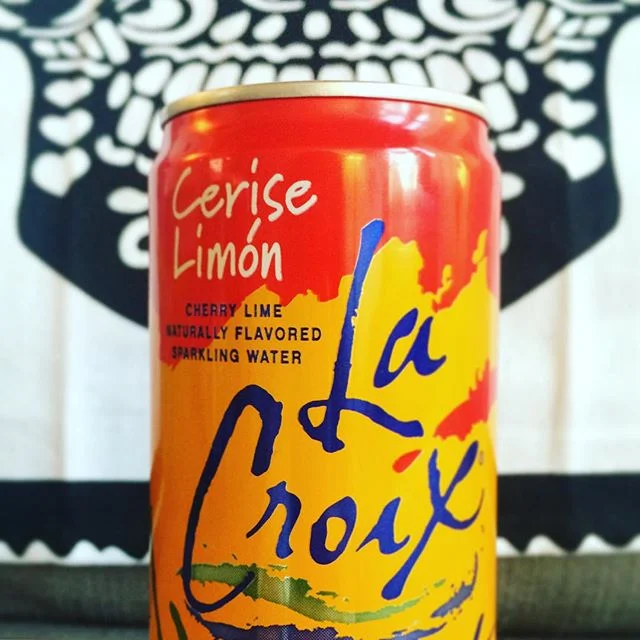 Cerise
Limón
CHERRY LIME
NATURALLY FLAVORED
SPARKLING WATER
La
Croix